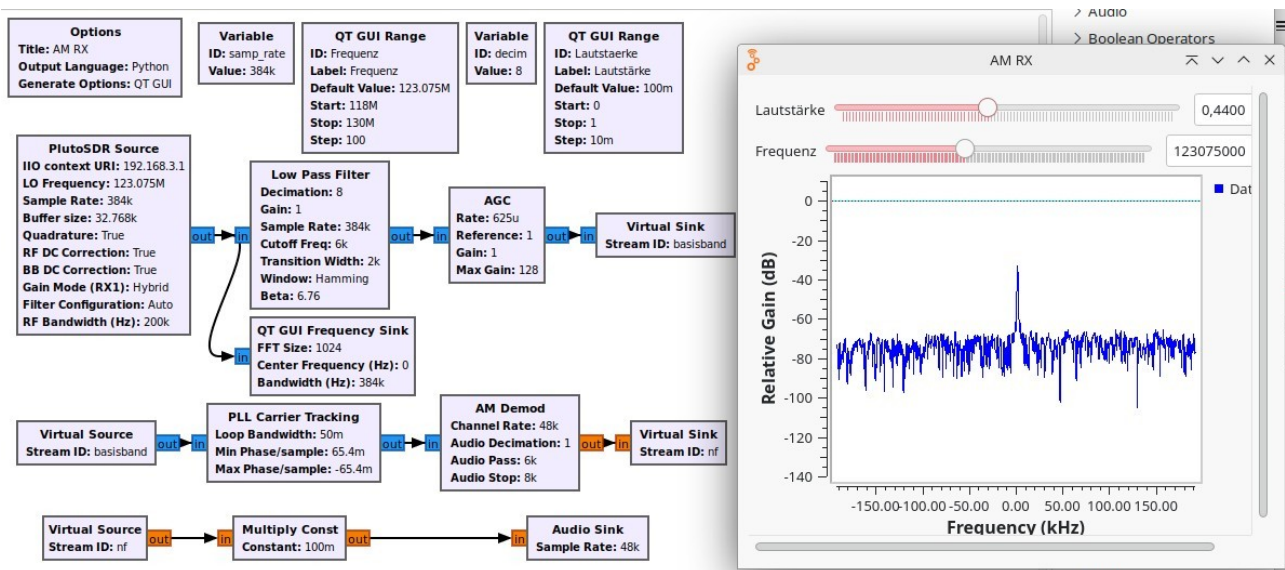 Options
Title: AM RX
Output Language: Python
Generate Options: QT GUI
Variable
ID: samp_rate
Value: 384k
QT GUI Range
ID: Frequenz
Label: Frequenz
Default Value: 123.075M
Start: 118M
Stop: 130M
Step: 100
Variable
ID: decim
Value: 8
QT GUI Range
ID: Lautstaerke
Label: Lautstärke
Default Value: 100m
Start: 0
Stop: 1
Step: 10m
PlutoSDR Source
IIO context URI: 192.168.3.1
LO Frequency: 123.075M
Sample Rate: 384k
Buffer size: 32.768k
Quadrature: True
RF DC Correction: True
BB DC Correction: True
Gain Mode (RX1): Hybrid
Filter Configuration: Auto
RF Bandwidth (Hz): 200k
out
in
Low Pass Filter
Decimation: 8
Gain: 1
Sample Rate: 384k
Cutoff Freq: 6k
Transition Width: 2k
Window: Hamming
Beta: 6.76
out
in
AGC
Rate: 625u
Reference: 1
Gain: 1
Max Gain: 128
out
in
Virtual Sink
Stream ID: basisband
in
QT GUI Frequency Sink
FFT Size: 1024
Center Frequency (Hz): 0
Bandwidth (Hz): 384k
Virtual Source
Stream ID: basisband
out
in
PLL Carrier Tracking
Loop Bandwidth: 50m
Min Phase/sample: 65.4m
Max Phase/sample: -65.4m
out
in
AM Demod
Channel Rate: 48k
Audio Decimation: 1
Audio Pass: 6k
Audio Stop: 8k
out
in
Virtual Sink
Stream ID: nf
Virtual Source
Stream ID: nf
out
in
Multiply Const
Constant: 100m
out
in
Audio Sink
Sample Rate: 48k
Audio
Boolean Operators
AM RX
Lautstärke
0,4400
Frequenz
123075000
Dat
Relative Gain (dB)
0
-20
-40
-60
-80
-100
-120
-140
-150.00 -100.00 -50.00 0.00 50.00 100.00 150.00
Frequency (kHz)